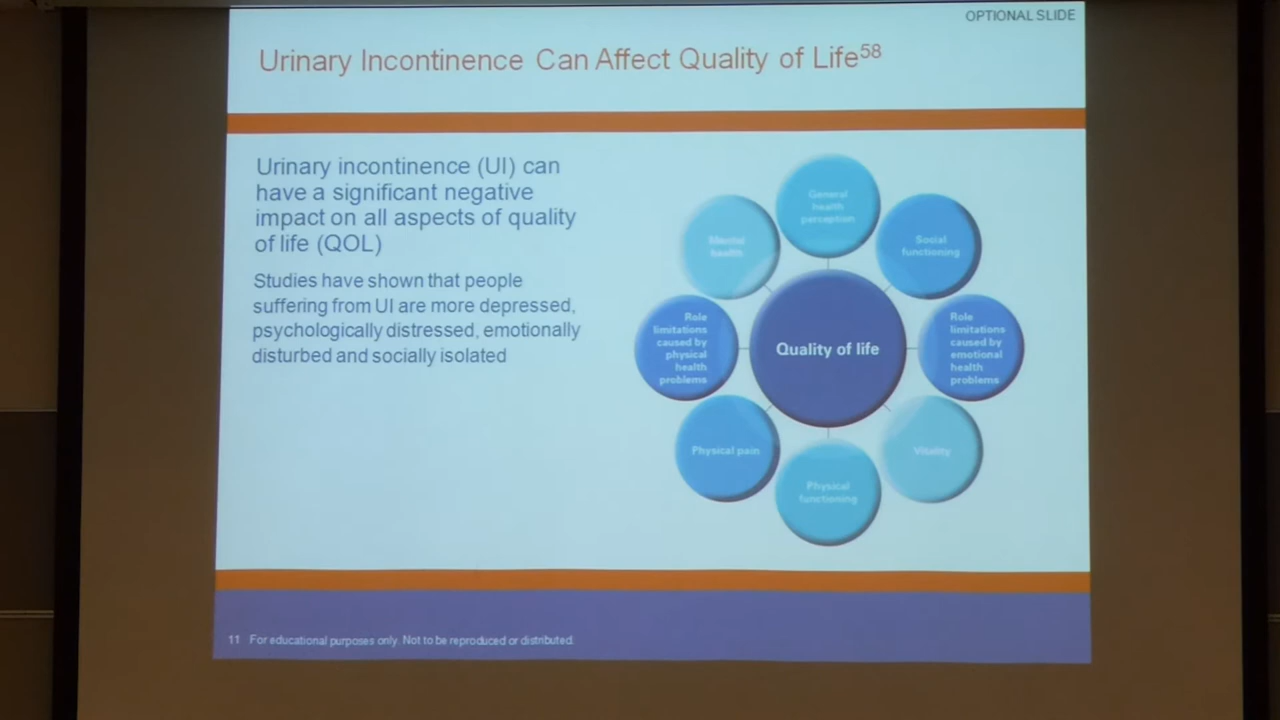 OPTIONAL SLIDE
Urinary Incontinence Can Affect Quality of Life58
Urinary incontinence (UI) can
have a significant negative
impact on all aspects of quality
of life (QOL)
Studies have shown that people
suffering from UI are more depressed,
psychologically distressed, emotionally
disturbed and socially isolated
General
health
perception
Social
functioning
Role
limitations
caused by
emotional
health
problems
Vitality
Physical
functioning
Physical pain
Role
limitations
caused by
physical
health
problems
Mental
health
Quality of life
11 For educational purposes only. Not to be reproduced or distributed.